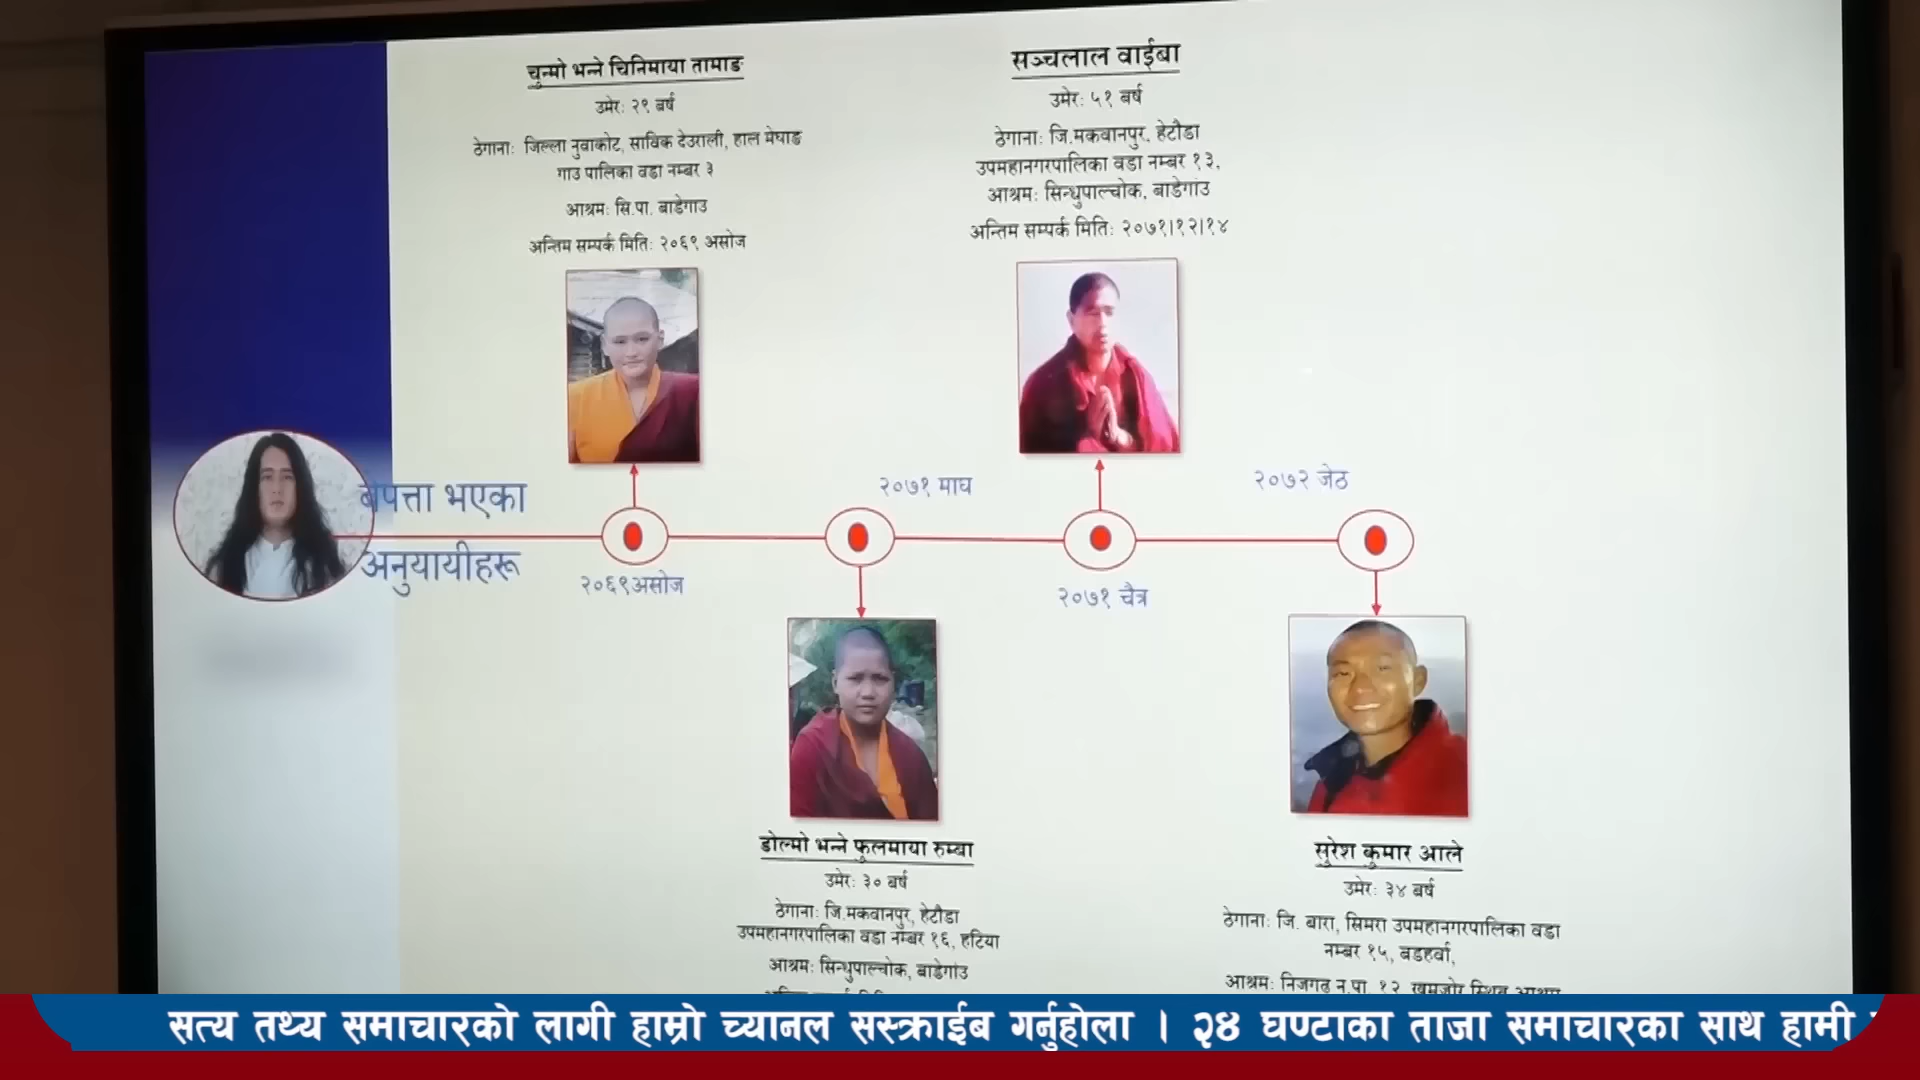 चुन्मो भन्ने चिनिमाया तामाङ
उमेर: २९ बर्ष
ठेगाना: जिल्ला नुवाकोट, साविक देउराली, हाल मेघाङ
गाउ पालिका वडा नम्बर ३
आश्रम: सि.पा. बाडेगाउ
अन्तिम सम्पर्क मिति: २०६९ असोज
सञ्चलाल वाईबा
उमेर: ५१ बर्ष
ठेगाना: जि.मकवानपुर, हेटौडा
उपमहानगरपालिका वडा नम्बर १३,
आश्रम: सिन्धुपाल्चोक, बाडेगांउ
अन्तिम सम्पर्क मिति: २०७१|१२|१४
बेपत्ता भएका
अनुयायीहरू
२०६९असोज
२०७१ माघ
२०७१ चैत्र
२०७२ जेठ
डोल्मो भन्ने फुलमाया रुम्बा
उमेर: ३० बर्ष
ठेगाना: जि.मकवानपुर, हेटौडा
उपमहानगरपालिका वडा नम्बर १६, हटिया
आश्रम: सिन्धुपाल्चोक, बाडेगांउ
सुरेश कुमार आले
उमेर: ३४ बर्ष
ठेगाना: जि. बारा, सिमरा उपमहानगरपालिका वडा
नम्बर १५, बडहर्वा,
आश्रम: निजगढ न.पा. १२
सत्य तथ्य समाचारको लागी हाम्रो च्यानल सस्क्राईब गर्नुहोला । २४ घण्टाका ताजा समाचारका साथ हामी